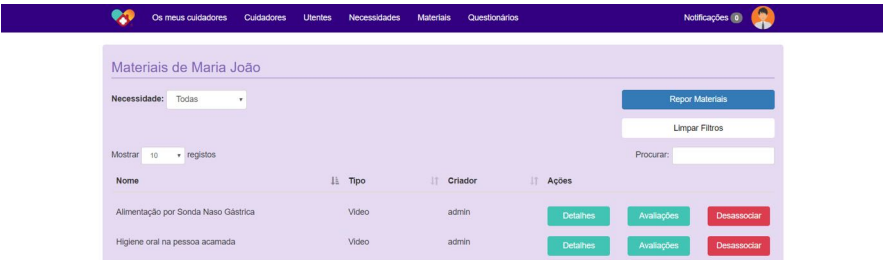 Os meus cuidadores Cuidadores Utentes Necessidades Materiais Questionários Notificações 0
Materiais de Maria João
Necessidade: Todas Repor Materiais
Limpar Filtros
Mostrar 10 registos Procurar:
Nome Tipo Criador Ações
Alimentação por Sonda Naso Gástrica Video admin Detalhes Avaliações Desassociar
Higiene oral na pessoa acamada Video admin Detalhes Avaliações Desassociar